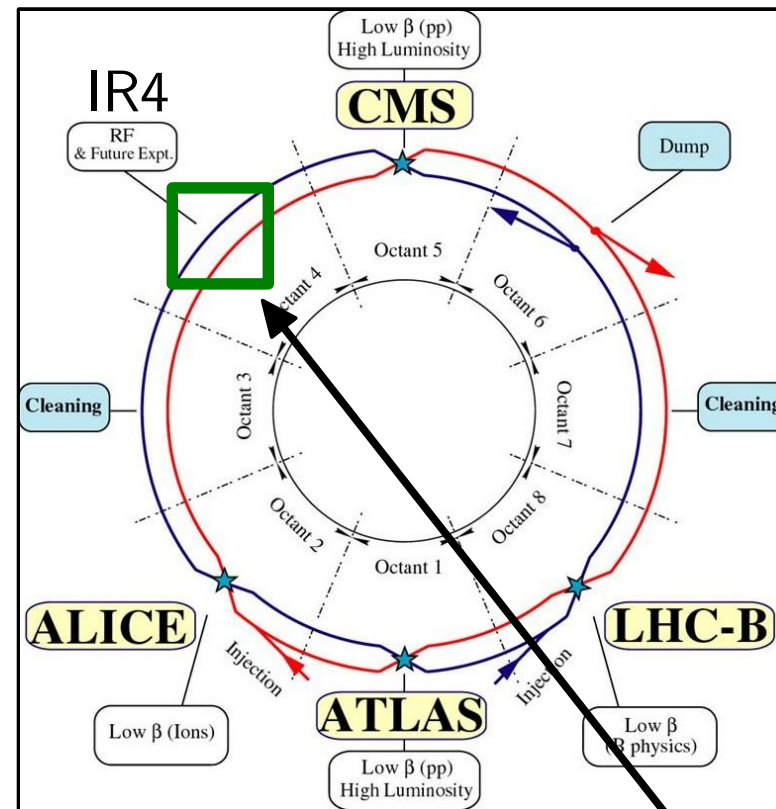 Low β (pp)
High Luminosity
CMS
IR4
RF
& Future Expt.
Dump
Octant 5
Octant 4
Octant 6
Cleaning
Octant 3
Octant 7
Cleaning
Octant 2
Octant 8
Octant 1
ALICE
LHC-B
Injection
Injection
Low β (Ions)
ATLAS
Low β
(B physics)
Low β (pp)
High Luminosity